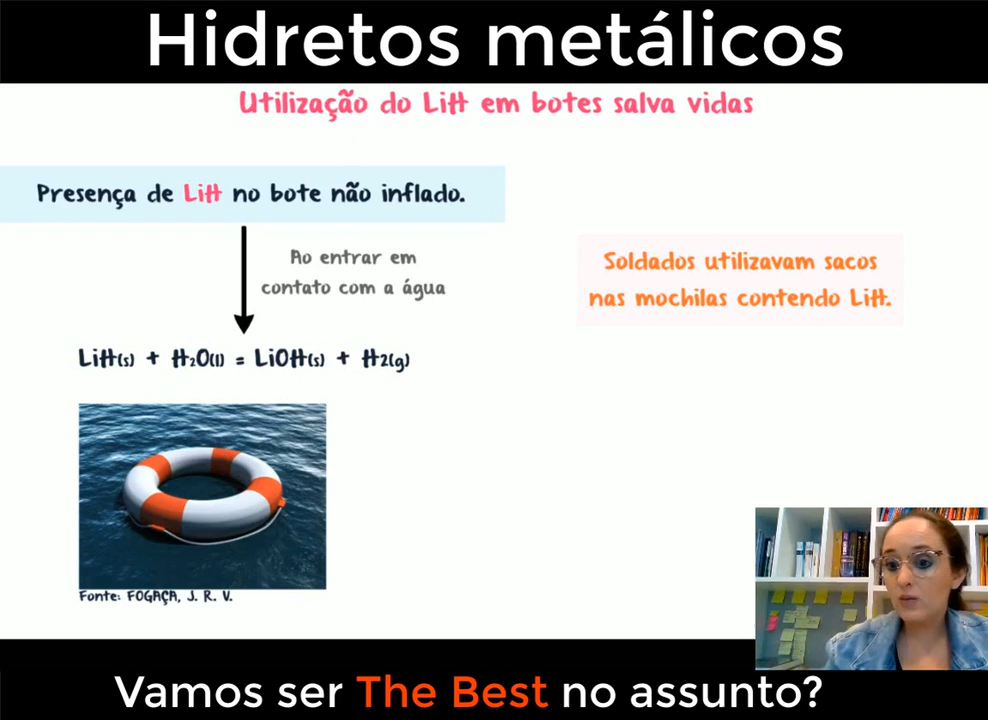 Hidretos metálicos
Utilização do LiH em botes salva vidas
Presença de LiH no bote não inflado.
Ao entrar em
contato com a água
Soldados utilizavam sacos
nas mochilas contendo LiH.
LiH(s) + H₂O(l) = LiOH(s) + H2(g)
Fonte: FOGAÇA, J. R. V.
Vamos ser The Best no assunto?